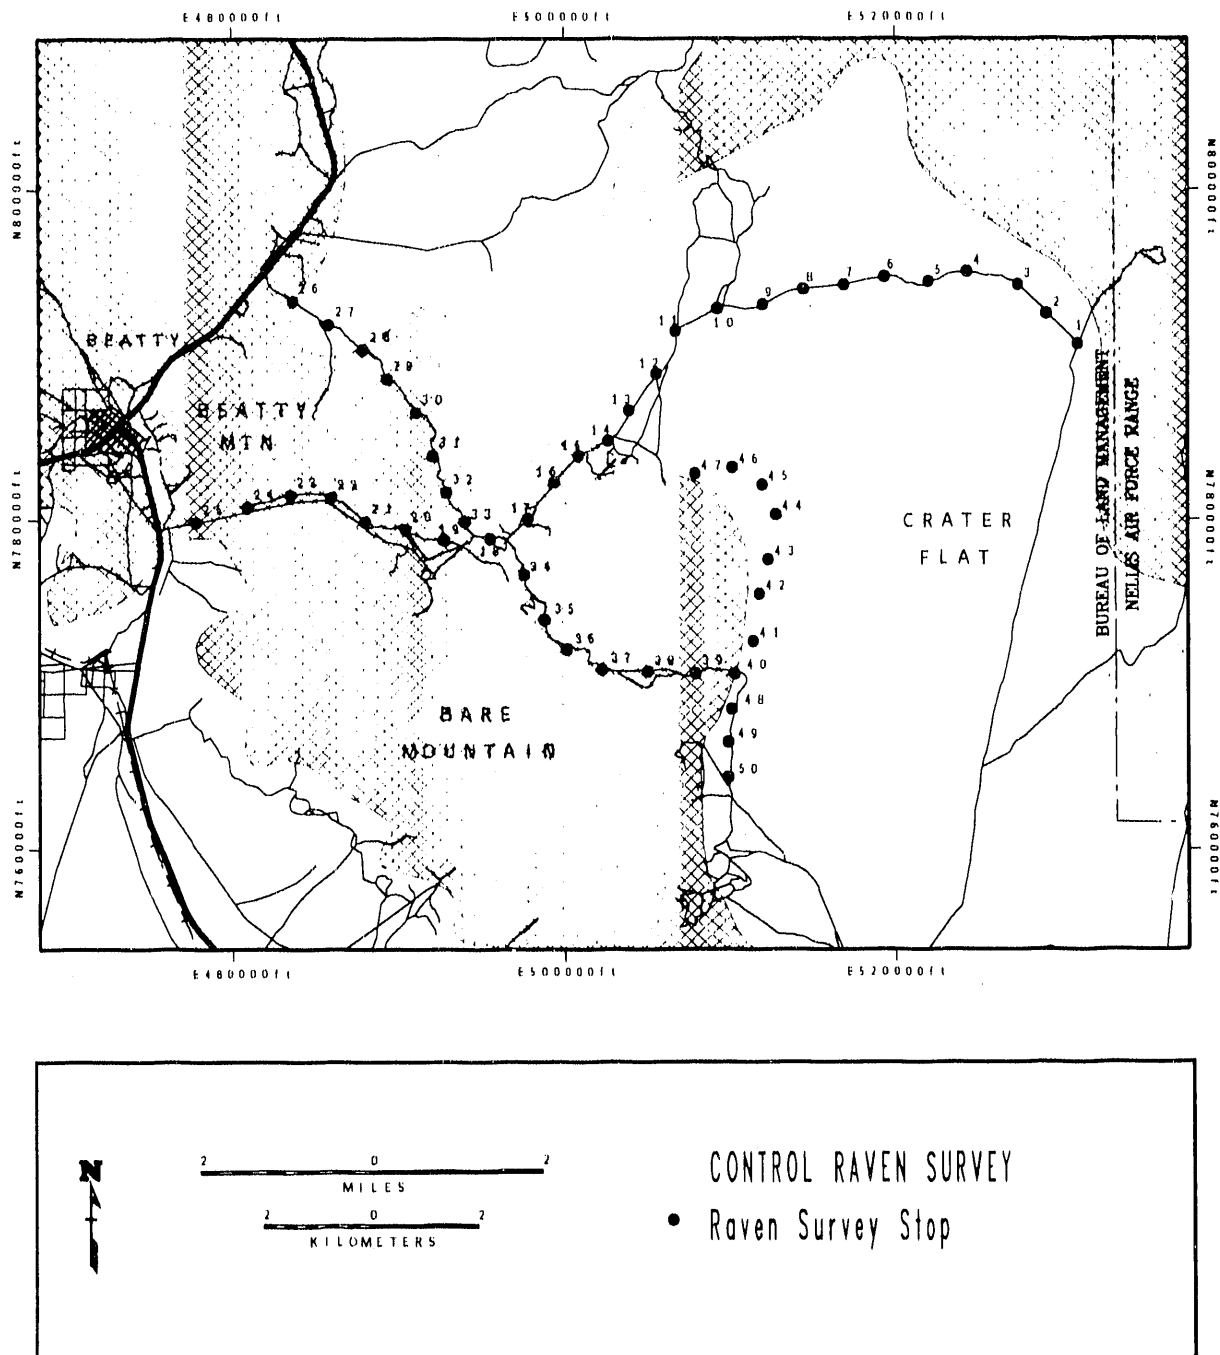 E480000ft E500000ft E520000ft
N800000ft N800000ft
4
6 5 3
7
8
9 2
26
10
11 1
27
BEATTY
28
12
29
BEATTY
MTN
30
13
14
31
15
46
47
45
32
16
22
44
21
17
33
20
19
18
CRATER
FLAT
N780000ft N780000ft
43
34
42
35
41
36
37
39
40
BUREAU OF LAND MANAGEMENT
NELLIS AIR FORCE RANGE
48
BARE
MOUNTAIN
49
50
N760000ft N760000ft
E480000ft E500000ft E520000ft
N
2 0 2
MILES
2 0 2
KILOMETERS
CONTROL RAVEN SURVEY
Raven Survey Stop